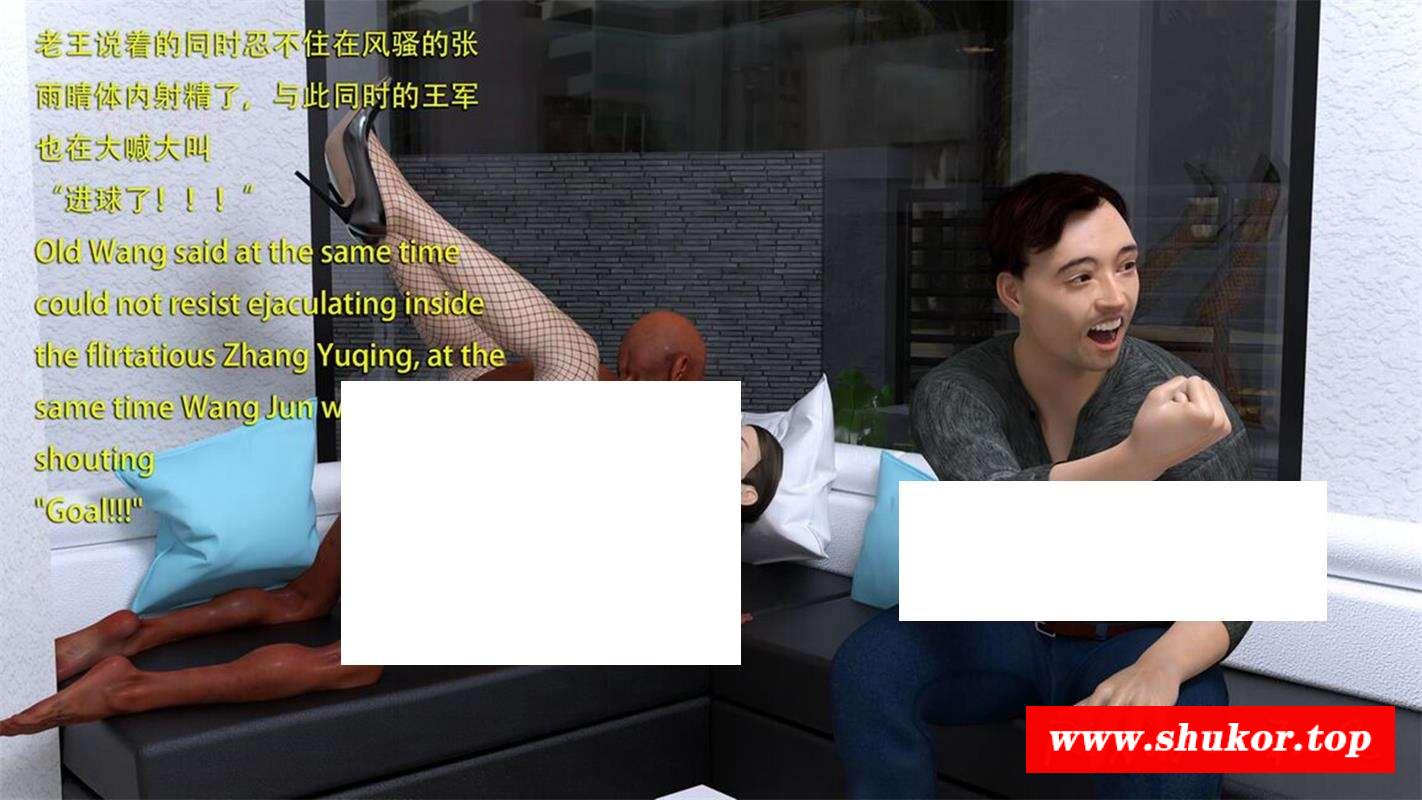 老王说着的同时忍不住在风骚的张
雨晴体内射精了，与此同时的王军
也在大喊大叫
“进球了！！！“
Old Wang said at the same time
could not resist ejaculating inside
the flirtatious Zhang Yuqing, at the
same time Wang Jun
shouting
"Goal!!!"
www.shukor.top